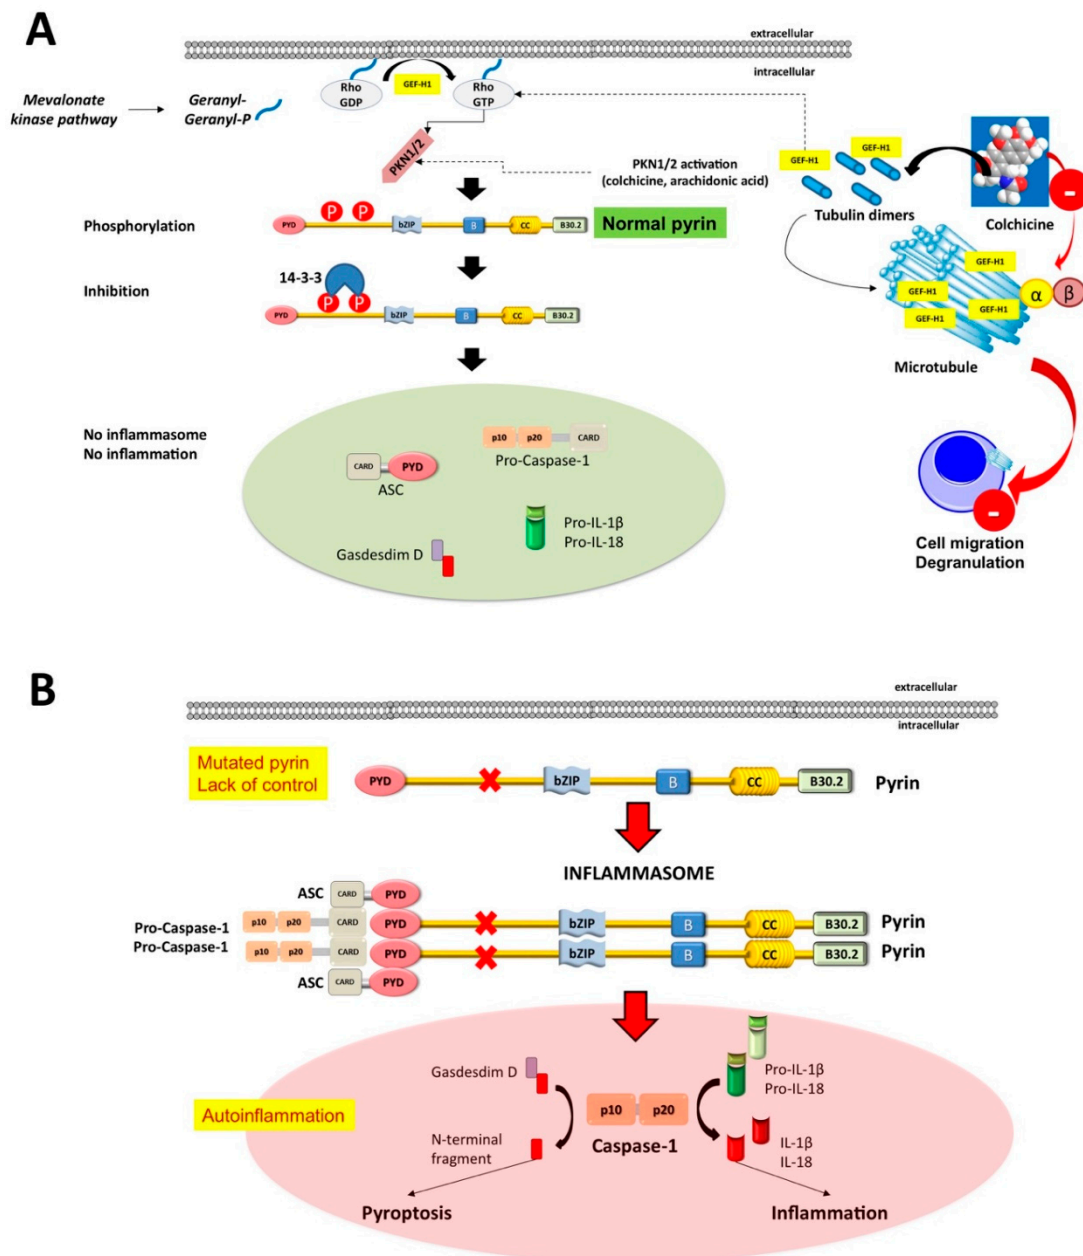 A
extracellular
intracellular
Mevalonate
kinase pathway
Geranyl-
Geranyl-P
Rho
GDP
GEF-H1
Rho
GTP
PKN1/2
PKN1/2 activation
(colchicine, arachidonic acid)
GEF-H1
GEF-H1
Tubulin dimers
Colchicine
-
Phosphorylation
PYD
P
P
bZIP
B
CC
B30.2
Normal pyrin
Inhibition
14-3-3
P
P
PYD
bZIP
B
CC
B30.2
GEF-H1
GEF-H1
GEF-H1
GEF-H1
α
β
Microtubule
No inflammasome
No inflammation
CARD
PYD
ASC
p10
p20
CARD
Pro-Caspase-1
Pro-IL-1β
Pro-IL-18
Gasdesdim D
-
Cell migration
Degranulation
B
extracellular
intracellular
Mutated pyrin
Lack of control
PYD
bZIP
B
CC
B30.2
Pyrin
INFLAMMASOME
ASC
CARD
PYD
Pro-Caspase-1
p10
p20
CARD
PYD
bZIP
B
CC
B30.2
Pyrin
Pro-Caspase-1
p10
p20
CARD
PYD
bZIP
B
CC
B30.2
Pyrin
ASC
CARD
PYD
Autoinflammation
Gasdesdim D
N-terminal
fragment
Pyroptosis
p10
p20
Caspase-1
Pro-IL-1β
Pro-IL-18
IL-1β
IL-18
Inflammation